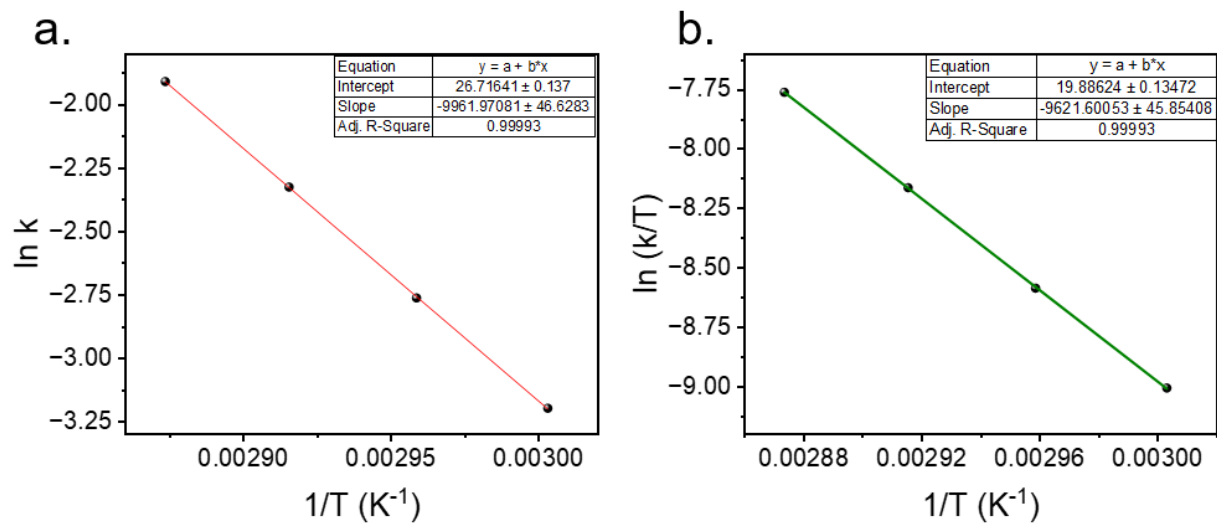 a.
Equation y = a + b*x
Intercept 26.71641 ± 0.137
Slope -9961.97081 ± 46.6283
Adj. R-Square 0.99993
−2.00
−2.25
−2.50
−2.75
−3.00
−3.25
ln k
0.00290 0.00295 0.00300
1/T (K⁻¹)
b.
Equation y = a + b*x
Intercept 19.88624 ± 0.13472
Slope -9621.60053 ± 45.85408
Adj. R-Square 0.99993
−7.75
−8.00
−8.25
−8.50
−8.75
−9.00
ln (k/T)
0.00288 0.00292 0.00296 0.00300
1/T (K⁻¹)